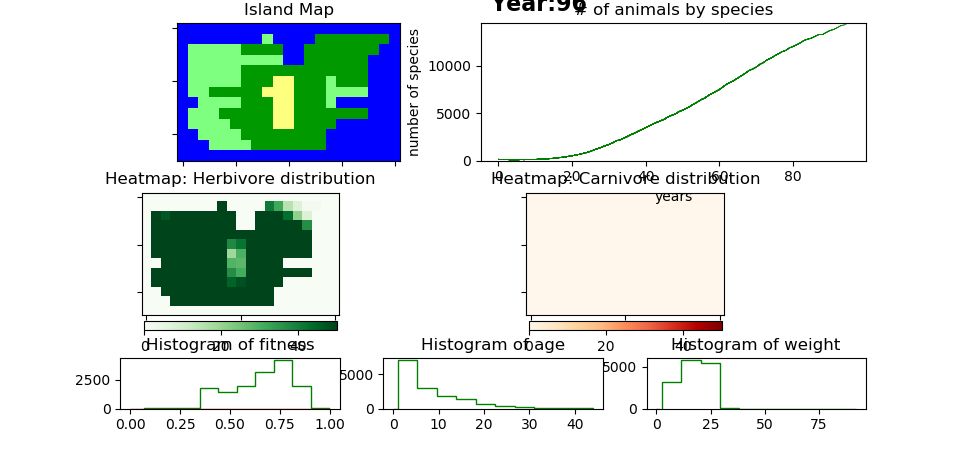 Year:96
Island Map
# of animals by species
number of species
10000
5000
0
0 20 40 60 80
years
Heatmap: Herbivore distribution
Heatmap: Carnivore distribution
0 20 40
0 20 40
Histogram of fitness
Histogram of age
Histogram of weight
2500
0
0.00 0.25 0.50 0.75 1.00
5000
0
0 10 20 30 40
5000
0
0 25 50 75